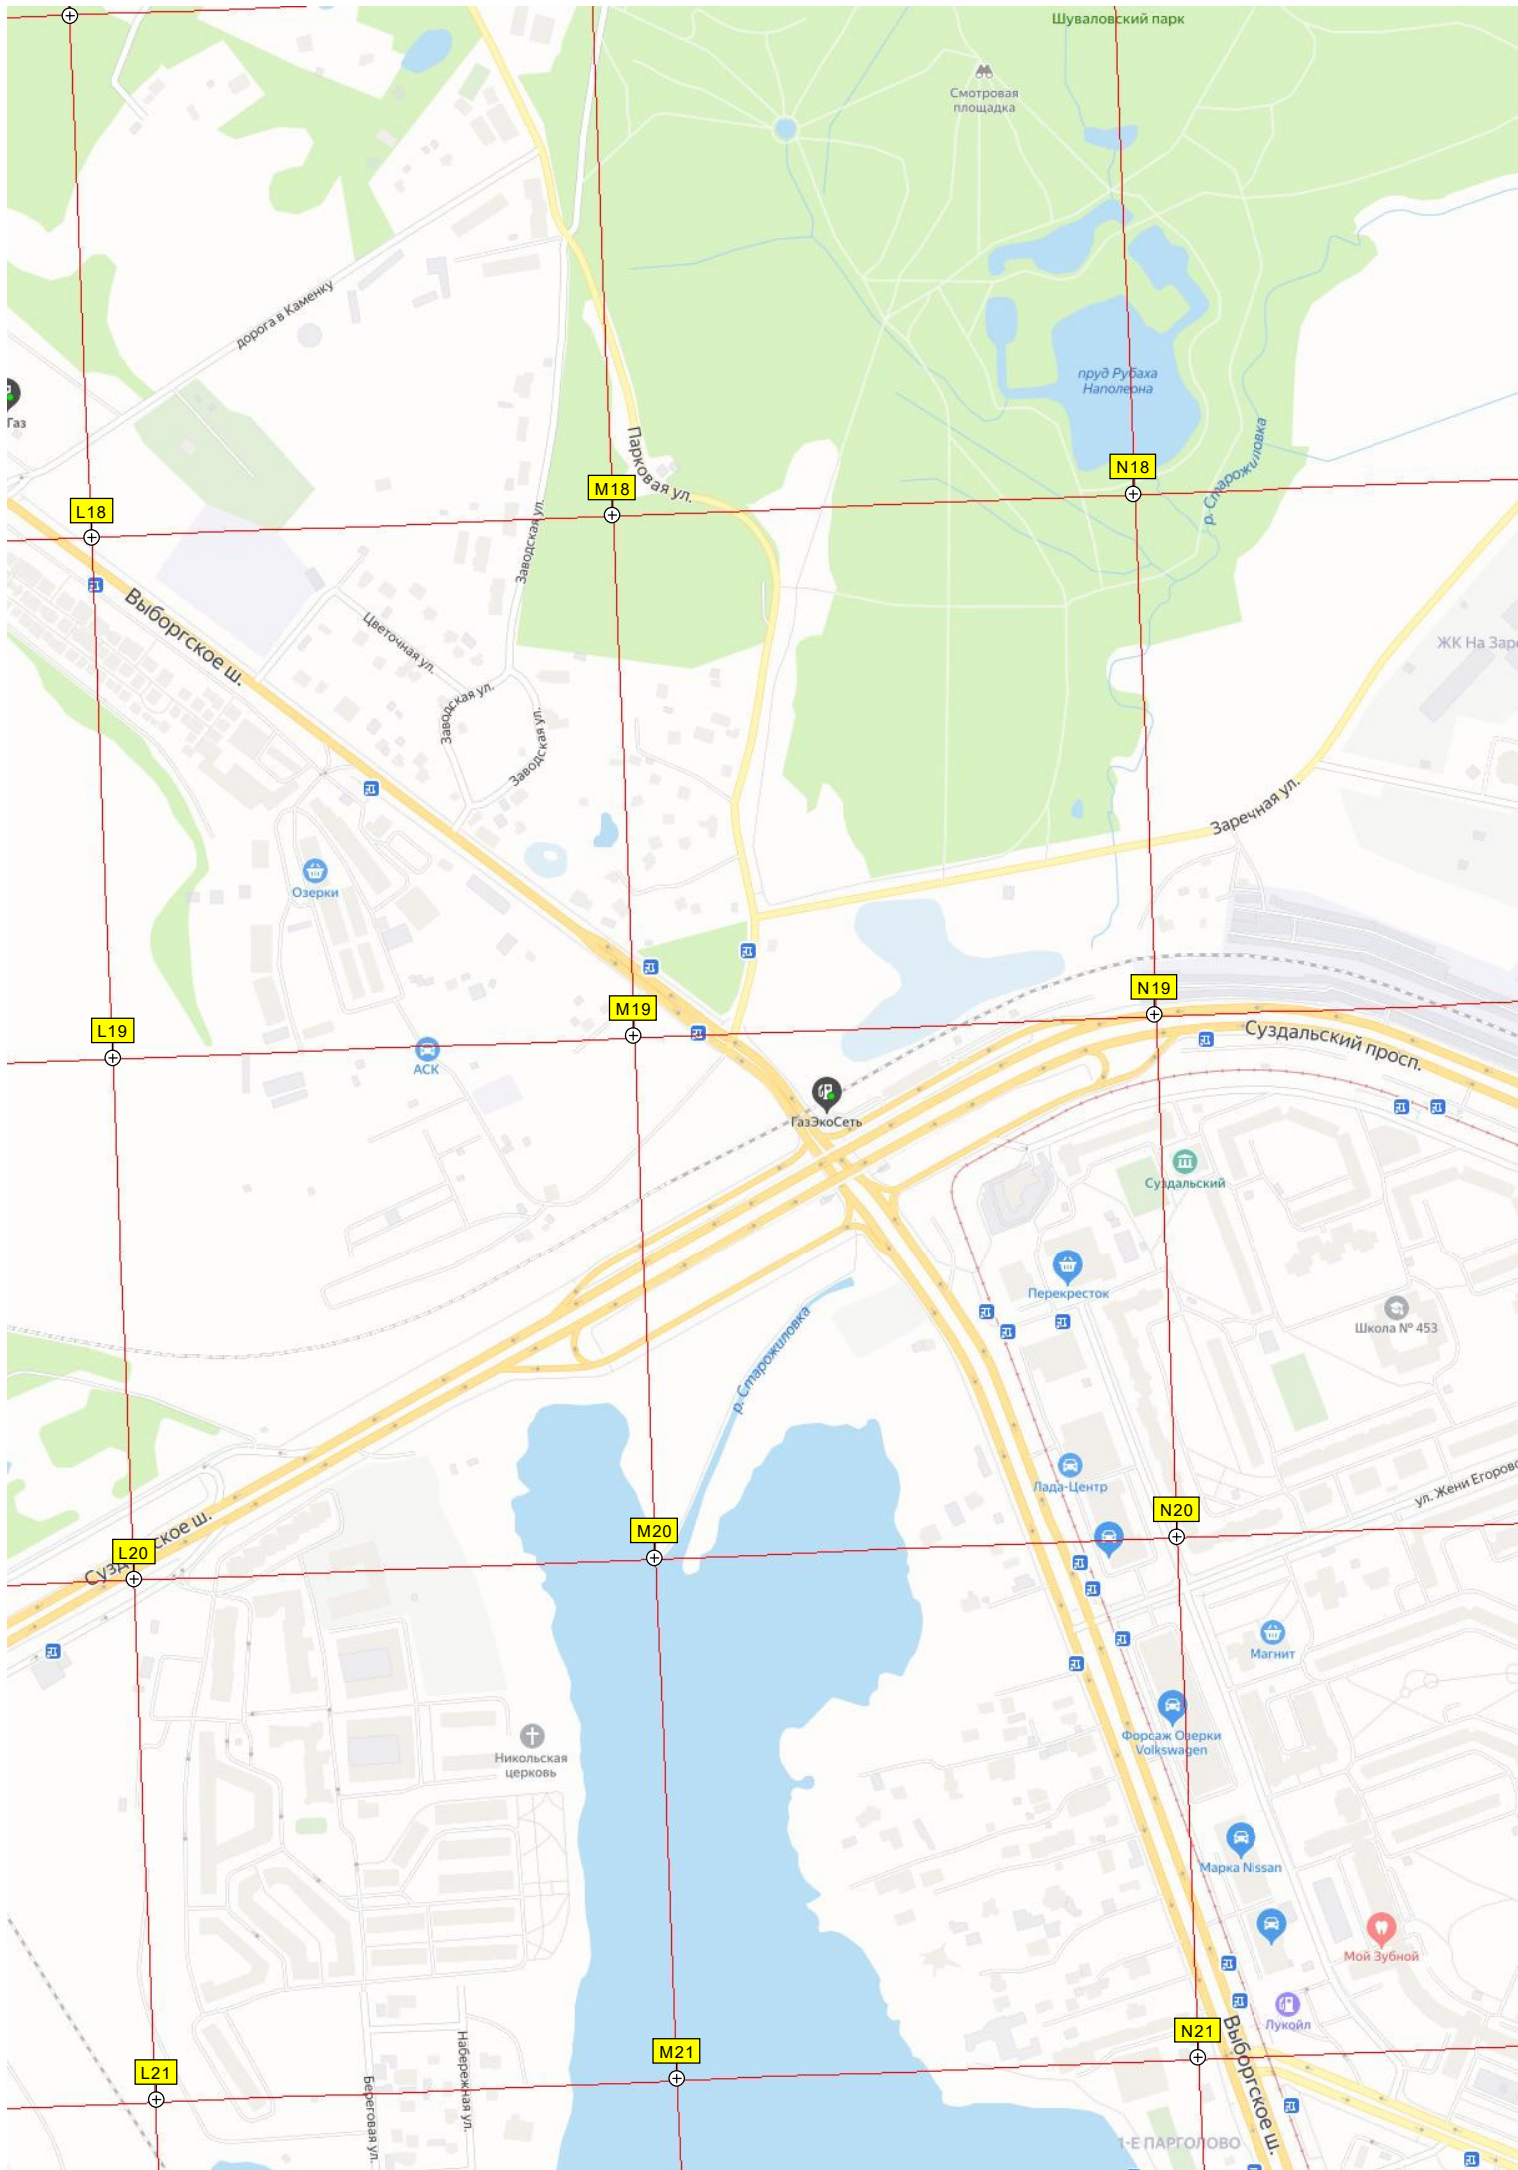 Шуваловский парк
Смотровая
площадка
дорога в Каменку
пруд Рубаха
Наполеона
Газ
Парковая ул.
р. Старожиловка
L18
M18
N18
Заводская ул.
Выборгское ш.
Цветочная ул.
ЖК На Заре
Заводская ул.
Заводская ул.
Заречная ул.
Озерки
L19
M19
N19
Суздальский просп.
АСК
ГазЭкоСеть
Суздальский
Перекресток
Школа № 453
р. Старожиловка
Лада-Центр
ул. Жени Егоров
L20
M20
N20
Магнит
Форсаж Озерки
Volkswagen
Никольская
церковь
Марка Nissan
Мой Зубной
Лукойл
L21
M21
N21
Выборгское ш.
Набережная ул.
Береговая ул.
1-Е ПАРГОЛОВО